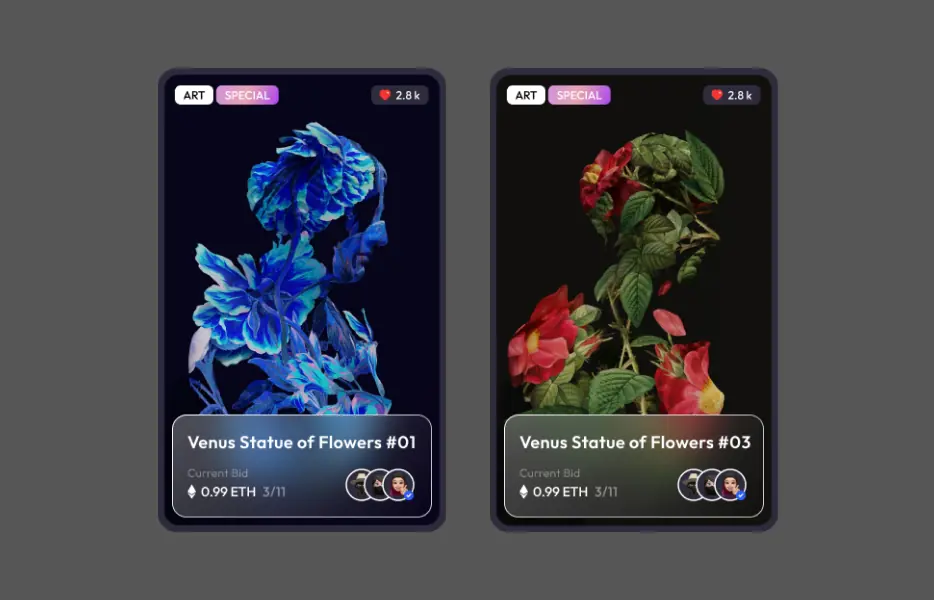 ART SPECIAL 2.8 k
Venus Statue of Flowers #01
Current Bid
0.99 ETH 3/11
ART SPECIAL 2.8 k
Venus Statue of Flowers #03
Current Bid
0.99 ETH 3/11